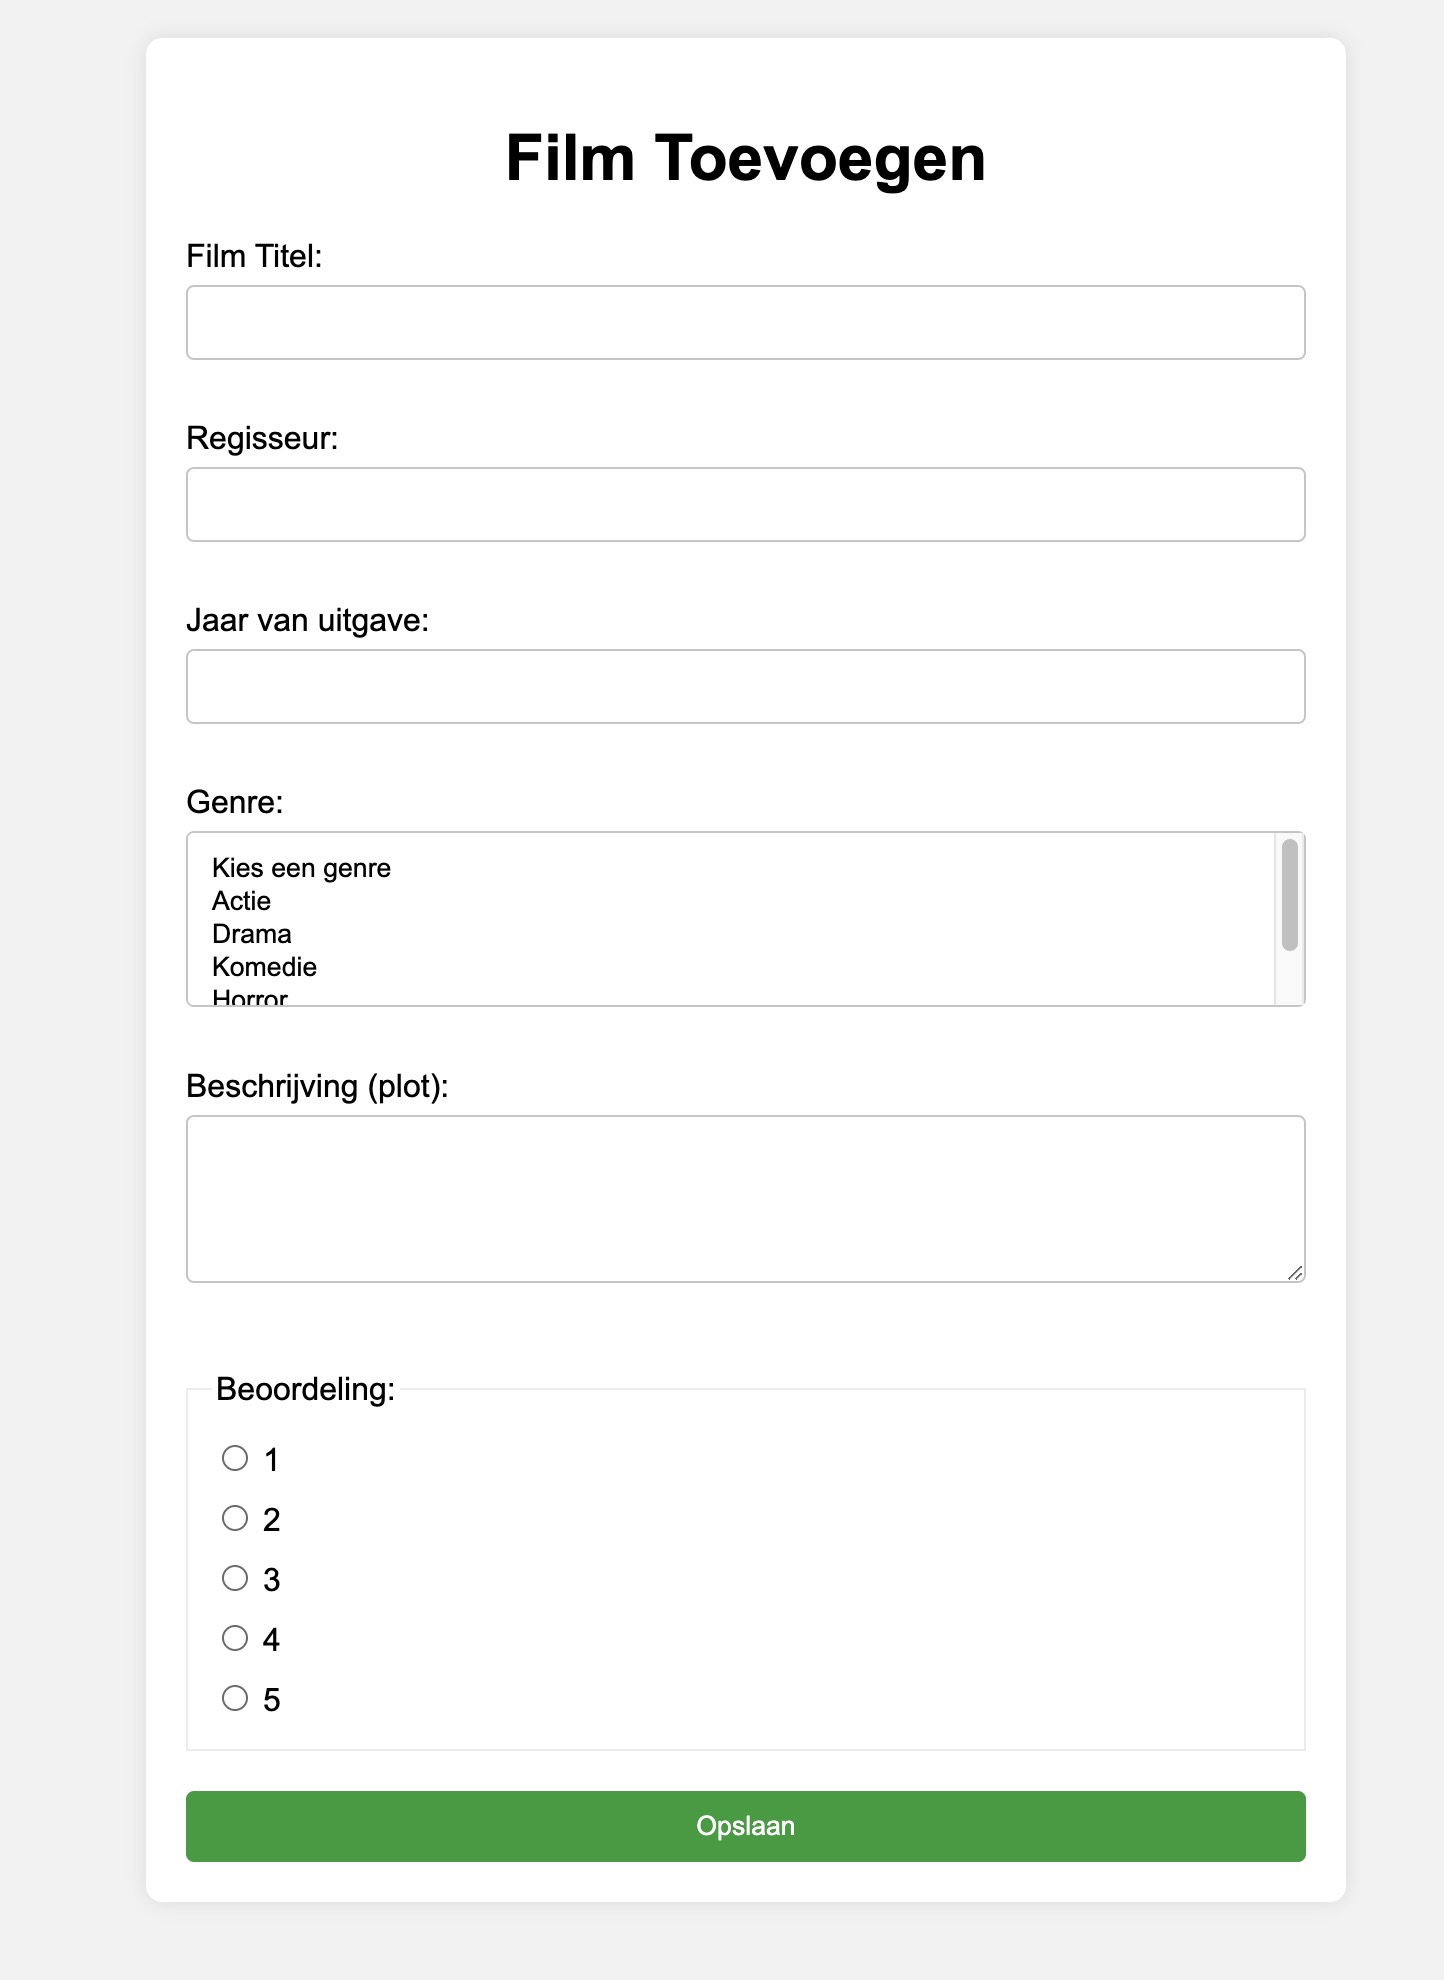 Film Toevoegen
Film Titel:
Regisseur:
Jaar van uitgave:
Genre:
Kies een genre
Actie
Drama
Komedie
Horror
Beschrijving (plot):
Beoordeling:
1
2
3
4
5
Opslaan